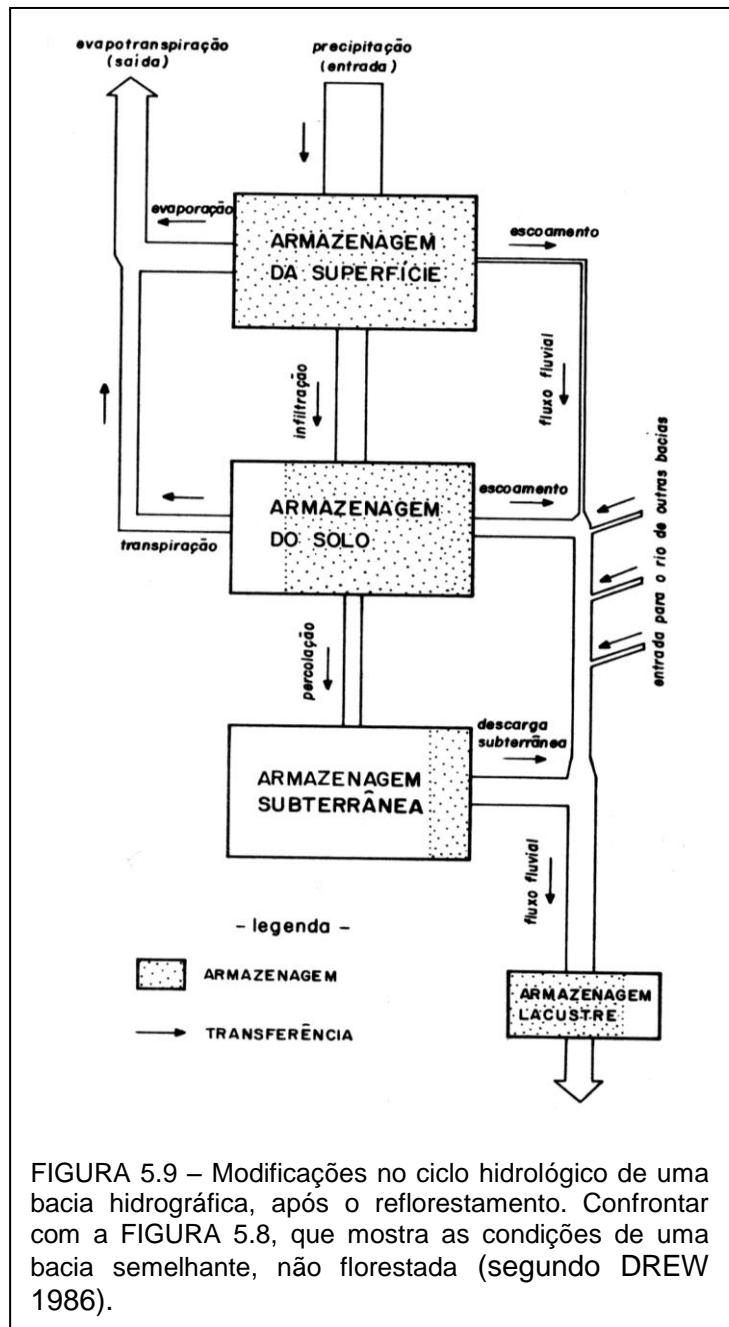 evapotranspiração
(saída)
precipitação
(entrada)
evaporação
ARMAZENAGEM
DA SUPERFÍCIE
escoamento
infiltração
fluxo fluvial
ARMAZENAGEM
DO SOLO
escoamento
transpiração
entrada para o rio de outras bacias
percolação
descarga
subterrânea
ARMAZENAGEM
SUBTERRÂNEA
fluxo fluvial
- legenda -
ARMAZENAGEM
TRANSFERÊNCIA
ARMAZENAGEM
LACUSTRE
FIGURA 5.9 – Modificações no ciclo hidrológico de uma
bacia hidrográfica, após o reflorestamento. Confrontar
com a FIGURA 5.8, que mostra as condições de uma
bacia semelhante, não florestada (segundo DREW
1986).